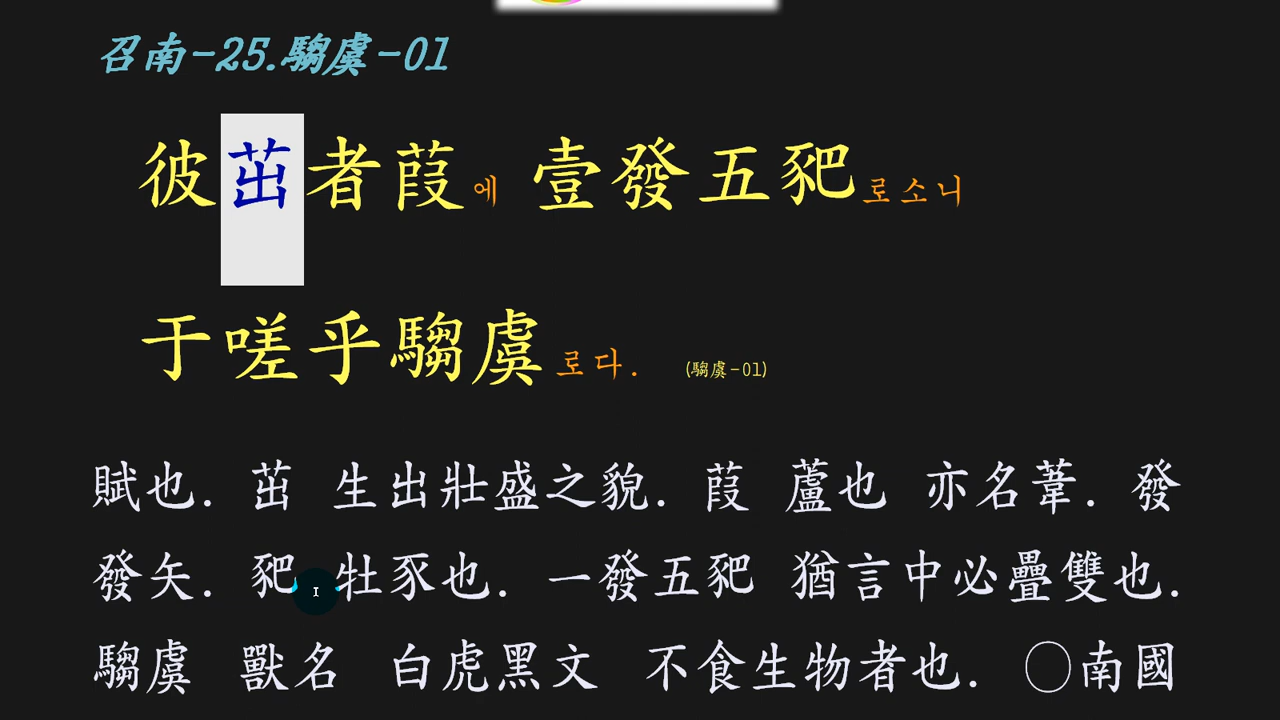 召南-25.騶虞-01
彼茁者葭에 壹發五豝로소니
于嗟乎騶虞로다. (騶虞-01)
賦也. 茁 生出壯盛之貌. 葭 蘆也 亦名葦. 發
發矢. 豝 牡豕也. 一發五豝 猶言中必疊雙也.
騶虞 獸名 白虎黑文 不食生物者也. ○南國